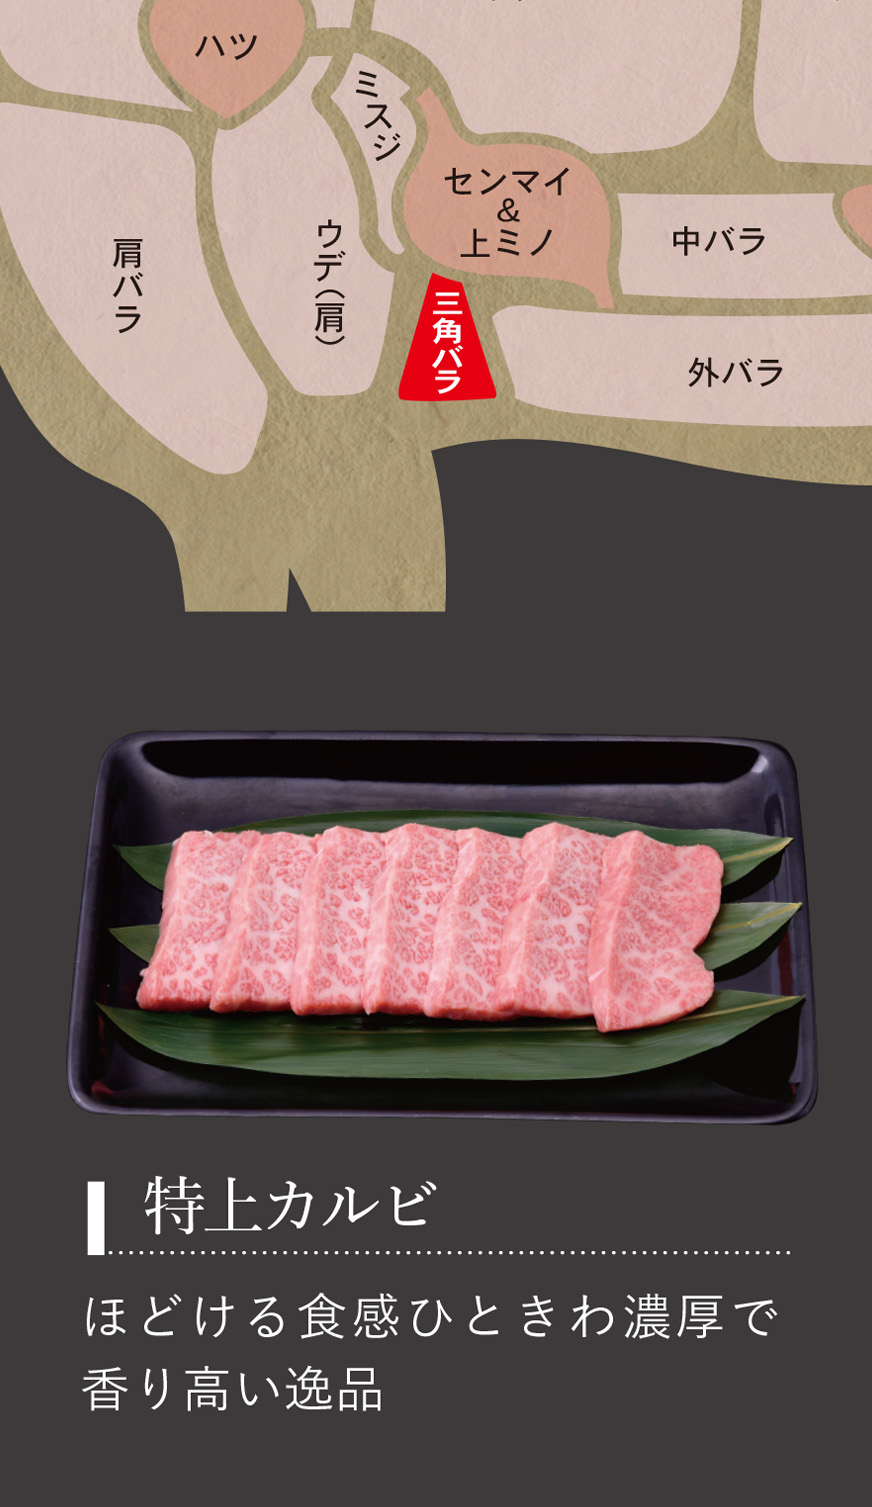 ハツ
ミスジ
センマイ
&
上ミノ
中バラ
肩バラ
ウデ(肩)
三角バラ
外バラ
特上カルビ
ほどける食感ひときわ濃厚で
香り高い逸品